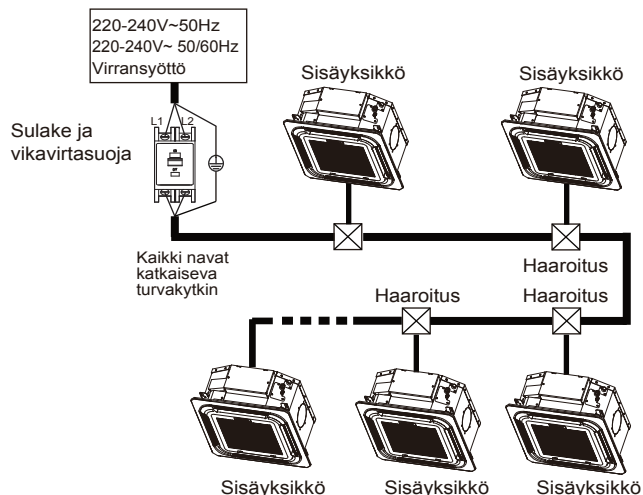 220-240V~50Hz
220-240V~ 50/60Hz
Virransyöttö
Sisäyksikkö
Sisäyksikkö
L1 L2
Sulake ja
vikavirtasuoja
Kaikki navat
katkaiseva
turvakytkin
Haaroitus
Haaroitus
Haaroitus
Sisäyksikkö
Sisäyksikkö
Sisäyksikkö